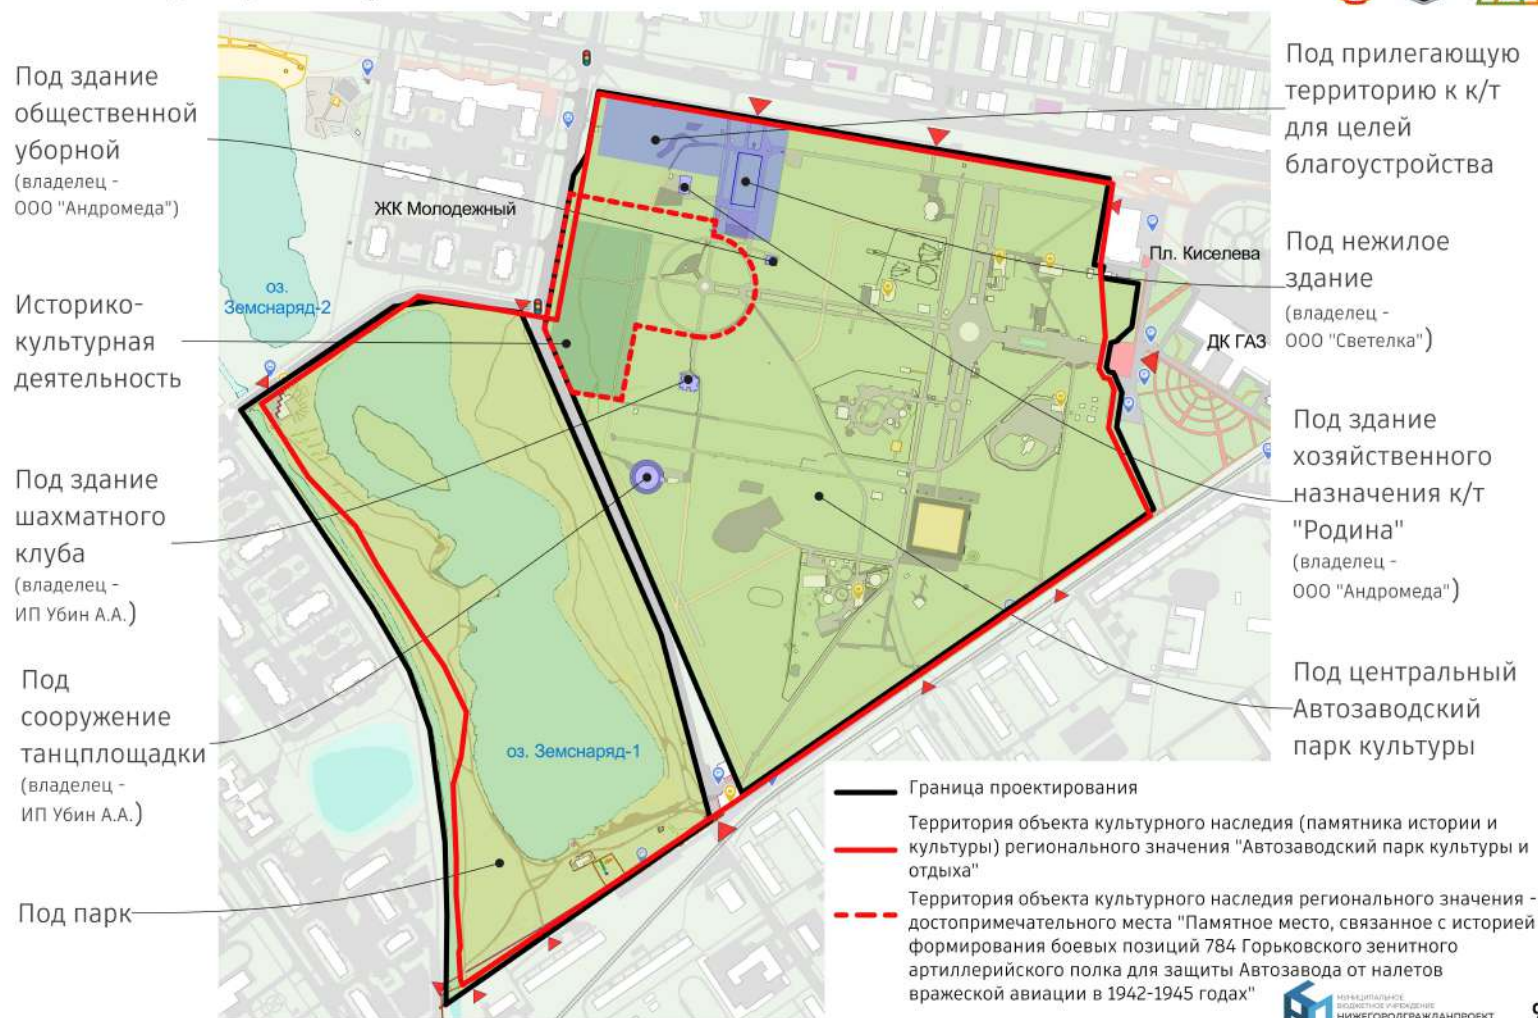 Под здание
общественной
уборной
(владелец -
ООО "Андромеда")
Историко-
культурная
деятельность
Под здание
шахматного
клуба
(владелец -
ИП Убин А.А.)
Под
сооружение
танцплощадки
(владелец -
ИП Убин А.А.)
Под парк
ЖК Молодежный
оз.
Земснаряд-2
оз. Земснаряд-1
Пл. Киселева
ДК ГАЗ
Под прилегающую
территорию к к/т
для целей
благоустройства
Под нежилое
здание
(владелец -
ООО "Светелка")
Под здание
хозяйственного
назначения к/т
"Родина"
(владелец -
ООО "Андромеда")
Под центральный
Автозаводский
парк культуры
Граница проектирования
Территория объекта культурного наследия (памятника истории и
культуры) регионального значения "Автозаводский парк культуры и
отдыха"
Территория объекта культурного наследия регионального значения -
достопримечательного места "Памятное место, связанное с историей
формирования боевых позиций 784 Горьковского зенитного
артиллерийского полка для защиты Автозавода от налетов
вражеской авиации в 1942-1945 годах"
МУНИЦИПАЛЬНОЕ
БЮДЖЕТНОЕ УЧРЕЖДЕНИЕ
НИЖЕГОРОДГРАЖДАНПРОЕКТ